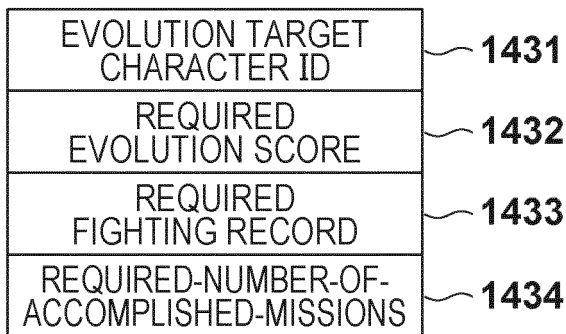 EVOLUTION TARGET
CHARACTER ID
1431
REQUIRED
EVOLUTION SCORE
1432
REQUIRED
FIGHTING RECORD
1433
REQUIRED-NUMBER-OF-
ACCOMPLISHED-MISSIONS
1434